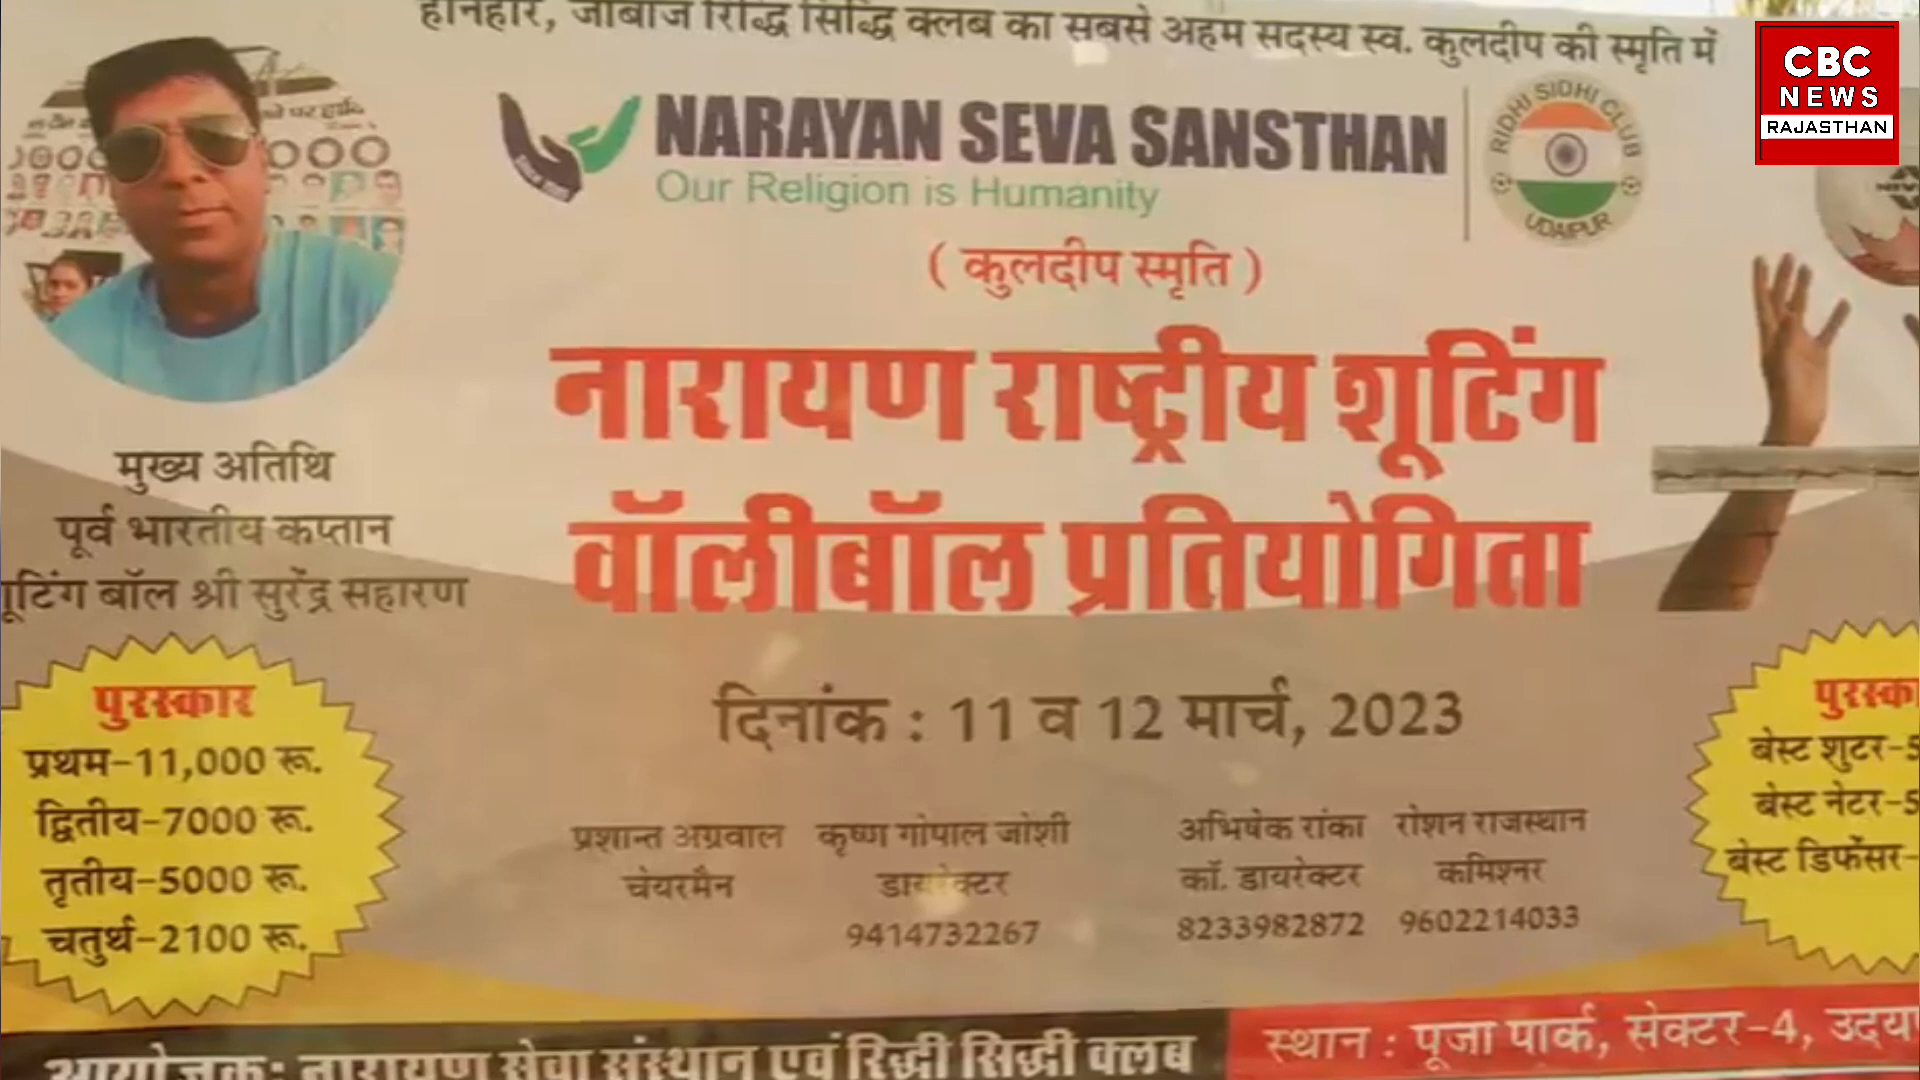 होनहार, जांबाज रिद्धि सिद्धि क्लब का सबसे अहम सदस्य स्व. कुलदीप की स्मृति में
CBC
NEWS
RAJASTHAN
NARAYAN SEVA SANSTHAN
Our Religion is Humanity
RIDHI SIDHI CLUB
UDAIPUR
( कुलदीप स्मृति )
नारायण राष्ट्रीय शूटिंग
वॉलीबॉल प्रतियोगिता
मुख्य अतिथि
पूर्व भारतीय कप्तान
शूटिंग बॉल श्री सुरेंद्र सहारण
पुरस्कार
प्रथम-11,000 रू.
द्वितीय-7000 रू.
तृतीय-5000 रू.
चतुर्थ-2100 रू.
दिनांक : 11 व 12 मार्च, 2023
प्रशान्त अग्रवाल
चेयरमैन
कृष्ण गोपाल जोशी
डायरेक्टर
9414732267
अभिषेक रांका
कॉ. डायरेक्टर
8233982872
रोशन राजस्थान
कमिश्नर
9602214033
बेस्ट शुटर-5
बेस्ट नेटर-5
बेस्ट डिफेंसर-
आयोजक: नारायण सेवा संस्थान एवं रिद्धी सिद्धी क्लब
स्थान : पूजा पार्क, सेक्टर-4,